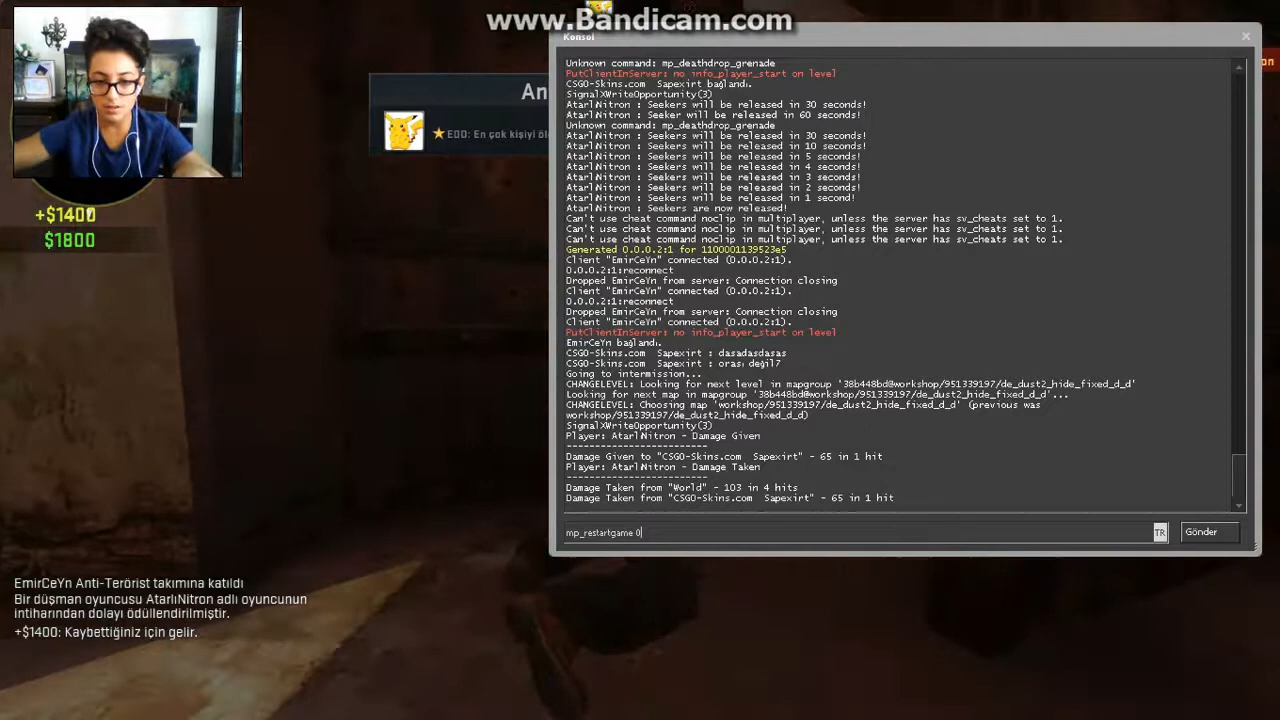 www.Bandicam.com
Konsol
Unknown command: mp_deathdrop_grenade
PutClientInServer: no info_player_start on level
CSGO-Skins.com Sapexirt bağlandı.
SignalXWriteOpportunity(3)
AtarlıNitron : Seekers will be released in 30 seconds!
AtarlıNitron : Seeker will be released in 60 seconds!
Unknown command: mp_deathdrop_grenade
AtarlıNitron : Seekers will be released in 30 seconds!
AtarlıNitron : Seekers will be released in 10 seconds!
AtarlıNitron : Seekers will be released in 5 seconds!
AtarlıNitron : Seekers will be released in 4 seconds!
AtarlıNitron : Seekers will be released in 3 seconds!
AtarlıNitron : Seekers will be released in 2 seconds!
AtarlıNitron : Seekers will be released in 1 second!
AtarlıNitron : Seekers are now released!
Can't use cheat command noclip in multiplayer, unless the server has sv_cheats set to 1.
Can't use cheat command noclip in multiplayer, unless the server has sv_cheats set to 1.
Can't use cheat command noclip in multiplayer, unless the server has sv_cheats set to 1.
Generated 0.0.0.2:1 for 1100001139523e5
Client "EmirCeYn" connected (0.0.0.2:1).
0.0.0.2:1:reconnect
Dropped EmirCeYn from server: Connection closing
Client "EmirCeYn" connected (0.0.0.2:1).
0.0.0.2:1:reconnect
Dropped EmirCeYn from server: Connection closing
Client "EmirCeYn" connected (0.0.0.2:1).
PutClientInServer: no info_player_start on level
EmirCeYn bağlandı.
CSGO-Skins.com Sapexirt : dasadasdasas
CSGO-Skins.com Sapexirt : orası değil7
Going to intermission...
CHANGELEVEL: Looking for next level in mapgroup '38b448bd@workshop/951339197/de_dust2_hide_fixed_d_d'
Looking for next map in mapgroup '38b448bd@workshop/951339197/de_dust2_hide_fixed_d_d'...
CHANGELEVEL: Choosing map 'workshop/951339197/de_dust2_hide_fixed_d_d' (previous was
workshop/951339197/de_dust2_hide_fixed_d_d)
SignalXWriteOpportunity(3)
Player: AtarlıNitron - Damage Given
-------------------------
Damage Given to "CSGO-Skins.com Sapexirt" - 65 in 1 hit
Player: AtarlıNitron - Damage Taken
-------------------------
Damage Taken from "World" - 103 in 4 hits
Damage Taken from "CSGO-Skins.com Sapexirt" - 65 in 1 hit
mp_restartgame 0
TR
Gönder
An
★EDO: En çok kişiyi öl
on
+$1400
$1800
EmirCeYn Anti-Terörist takımına katıldı
Bir düşman oyuncusu AtarlıNitron adlı oyuncunun
intiharından dolayı ödüllendirilmiştir.
+$1400: Kaybettiğiniz için gelir.